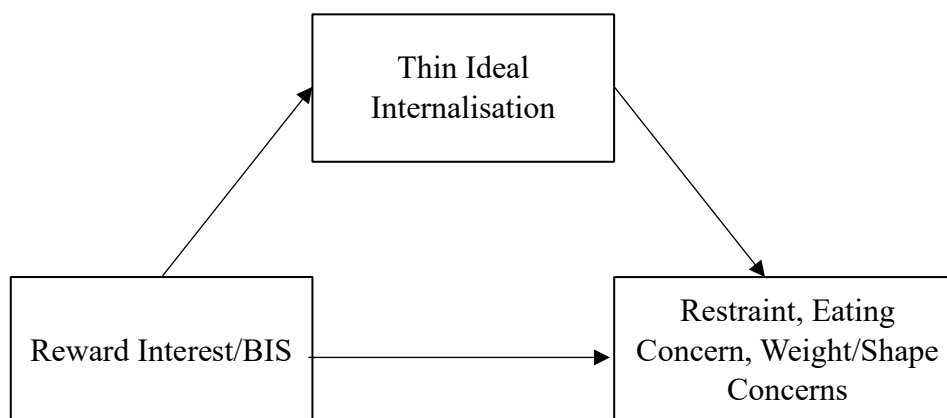 Thin Ideal
Internalisation
Reward Interest/BIS
Restraint, Eating
Concern, Weight/Shape
Concerns